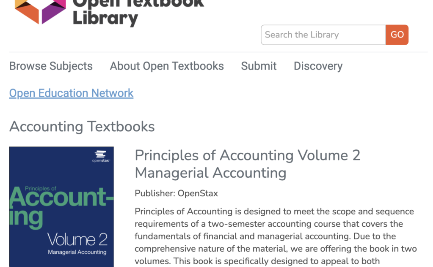 Open Textbook
Library
Search the Library
GO
Browse Subjects
About Open Textbooks
Submit
Discovery
Open Education Network
Accounting Textbooks
openstax
Principles of
Account-
ing
Volume 2
Managerial Accounting
Principles of Accounting Volume 2
Managerial Accounting
Publisher: OpenStax
Principles of Accounting is designed to meet the scope and sequence
requirements of a two-semester accounting course that covers the
fundamentals of financial and managerial accounting. Due to the
comprehensive nature of the material, we are offering the book in two
volumes. This book is specifically designed to appeal to both